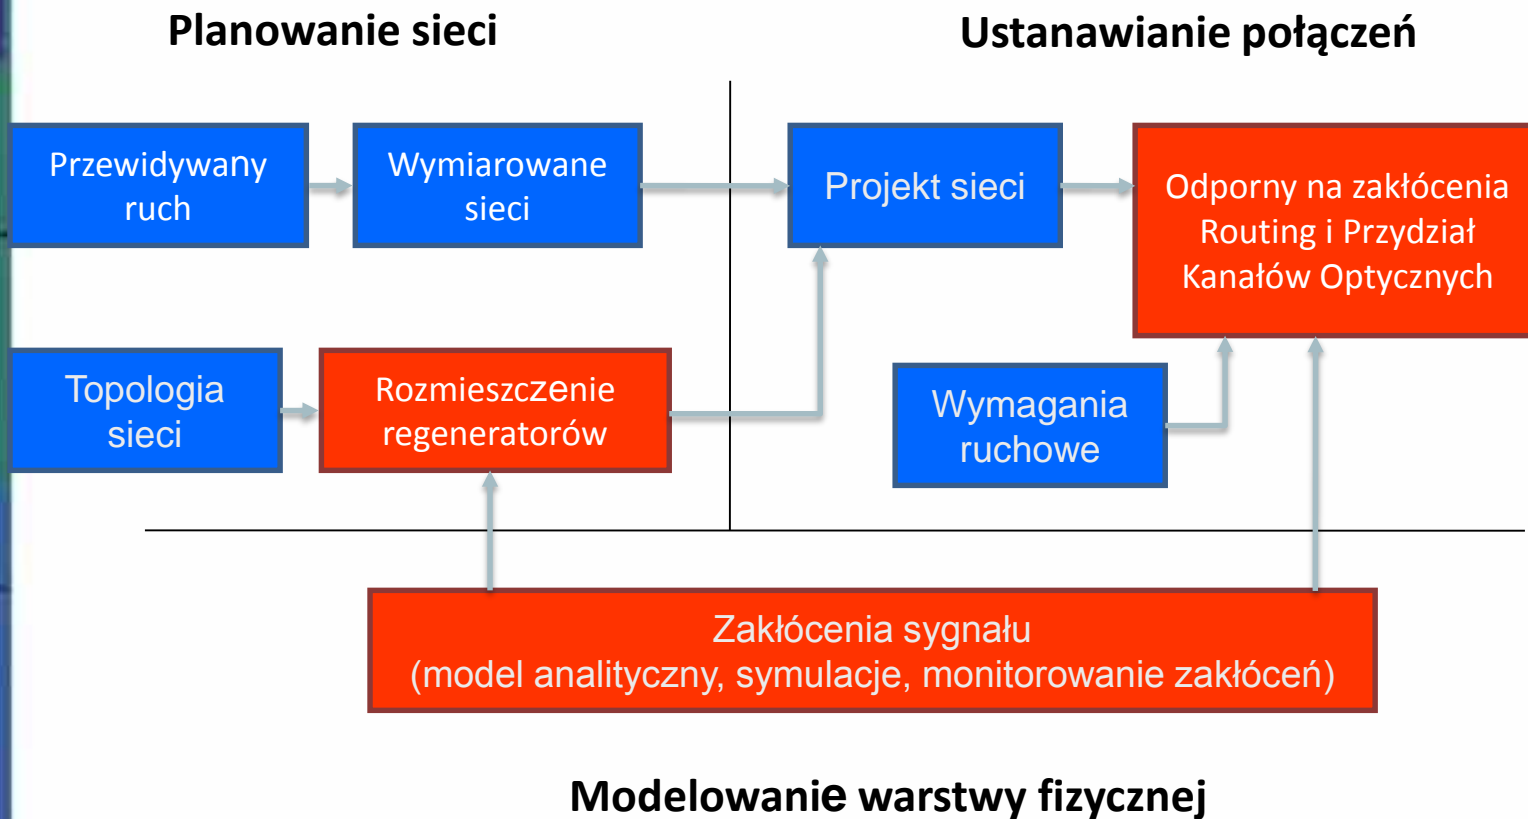 Planowanie sieci
Ustanawianie połączeń
Przewidywany
ruch
Wymiarowane
sieci
Projekt sieci
Odporny na zakłócenia
Routing i Przydział
Kanałów Optycznych
Topologia
sieci
Rozmieszczenie
regeneratorów
Wymagania
ruchowe
Zakłócenia sygnału
(model analityczny, symulacje, monitorowanie zakłóceń)
Modelowanie warstwy fizycznej